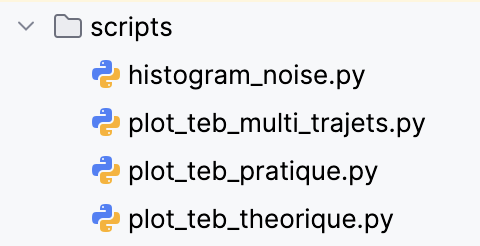 scripts
histogram_noise.py
plot_teb_multi_trajets.py
plot_teb_pratique.py
plot_teb_theorique.py